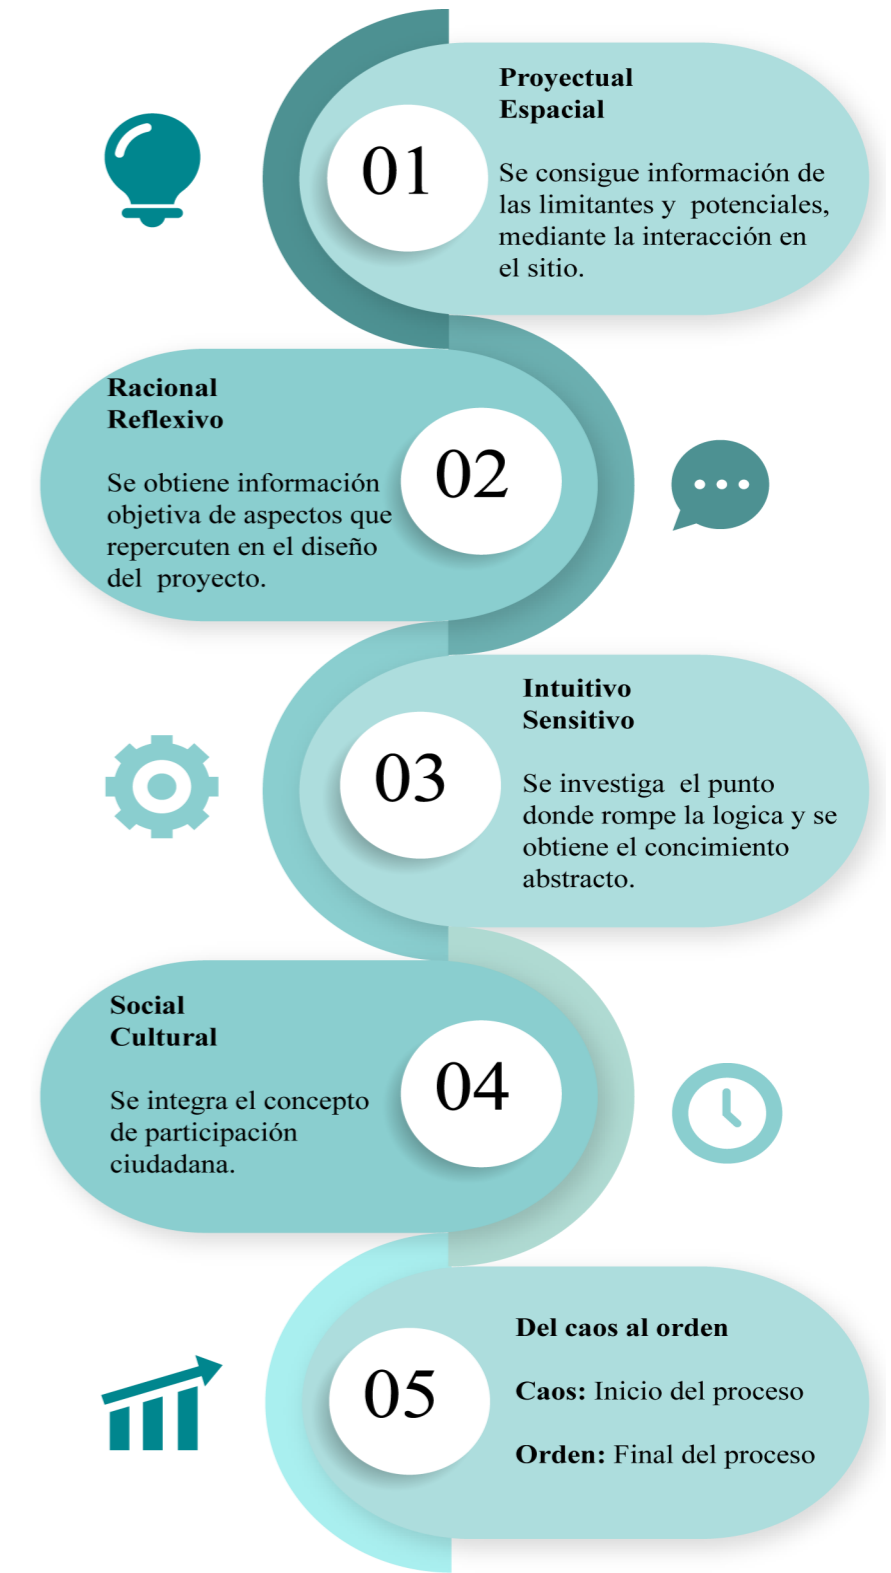 01
Proyectual
Espacial
Se consigue información de
las limitantes y  potenciales,
mediante la interacción en
el sitio.
Racional
Reflexivo
Se obtiene información
objetiva de aspectos que
repercuten en el diseño
del  proyecto.
02
03
Intuitivo
Sensitivo
Se investiga  el punto
donde rompe la logica y se
obtiene el concimiento
abstracto.
Social
Cultural
Se integra el concepto
de participación
ciudadana.
04
05
Del caos al orden
Caos: Inicio del proceso
Orden: Final del proceso